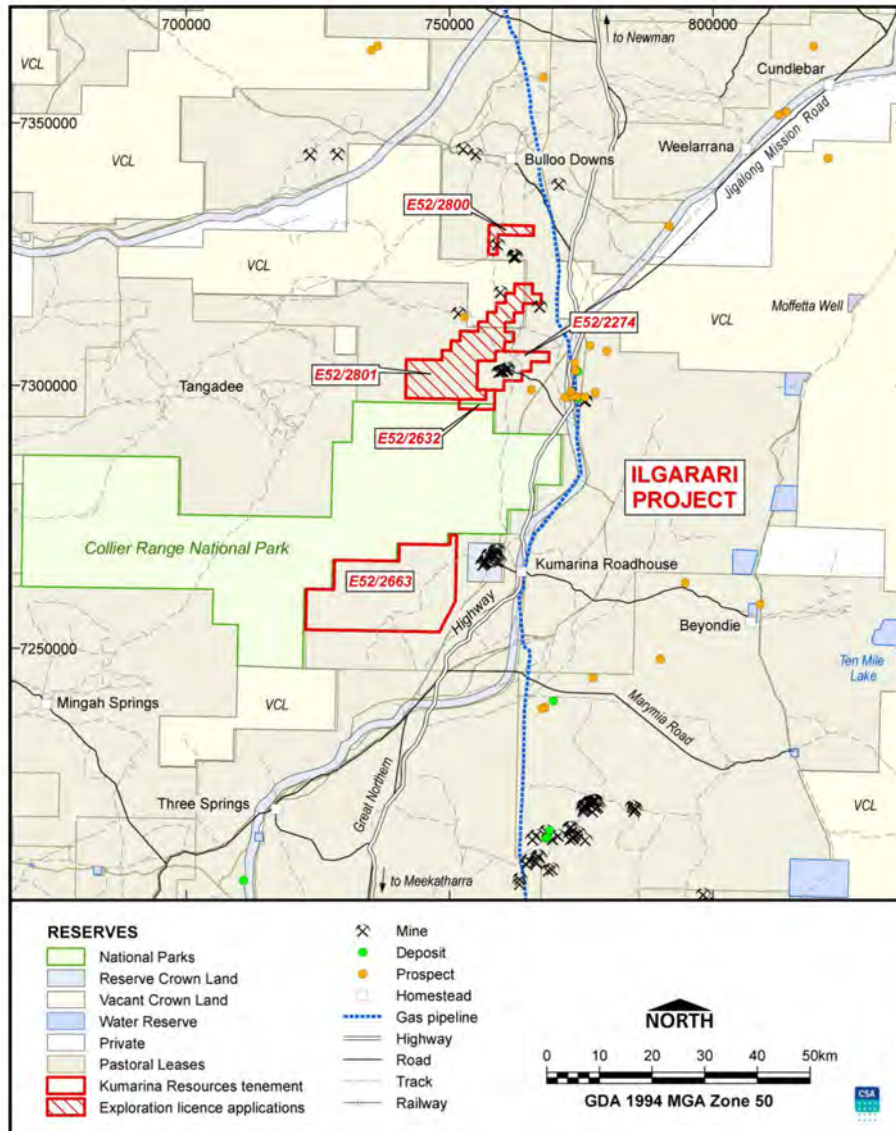 700000
750000
800000
to Newman
VCL
Cundlebar
7350000
VCL
Bulloo Downs
Weelarrana
Jigalong Mission Road
E52/2800
VCL
VCL
Moffetta Well
E52/2274
7300000
Tangadee
E52/2801
E52/2632
ILGARARI
PROJECT
Collier Range National Park
Kumarina Roadhouse
E52/2663
Highway
Beyondie
7250000
Ten Mile
Lake
Mingah Springs
VCL
Marymia Road
Three Springs
Great Northern
VCL
to Meekatharra
RESERVES
National Parks
Reserve Crown Land
Vacant Crown Land
Water Reserve
Private
Pastoral Leases
Kumarina Resources tenement
Exploration licence applications
Mine
Deposit
Prospect
Homestead
Gas pipeline
Highway
Road
Track
Railway
NORTH
0 10 20 30 40 50km
GDA 1994 MGA Zone 50
CSA